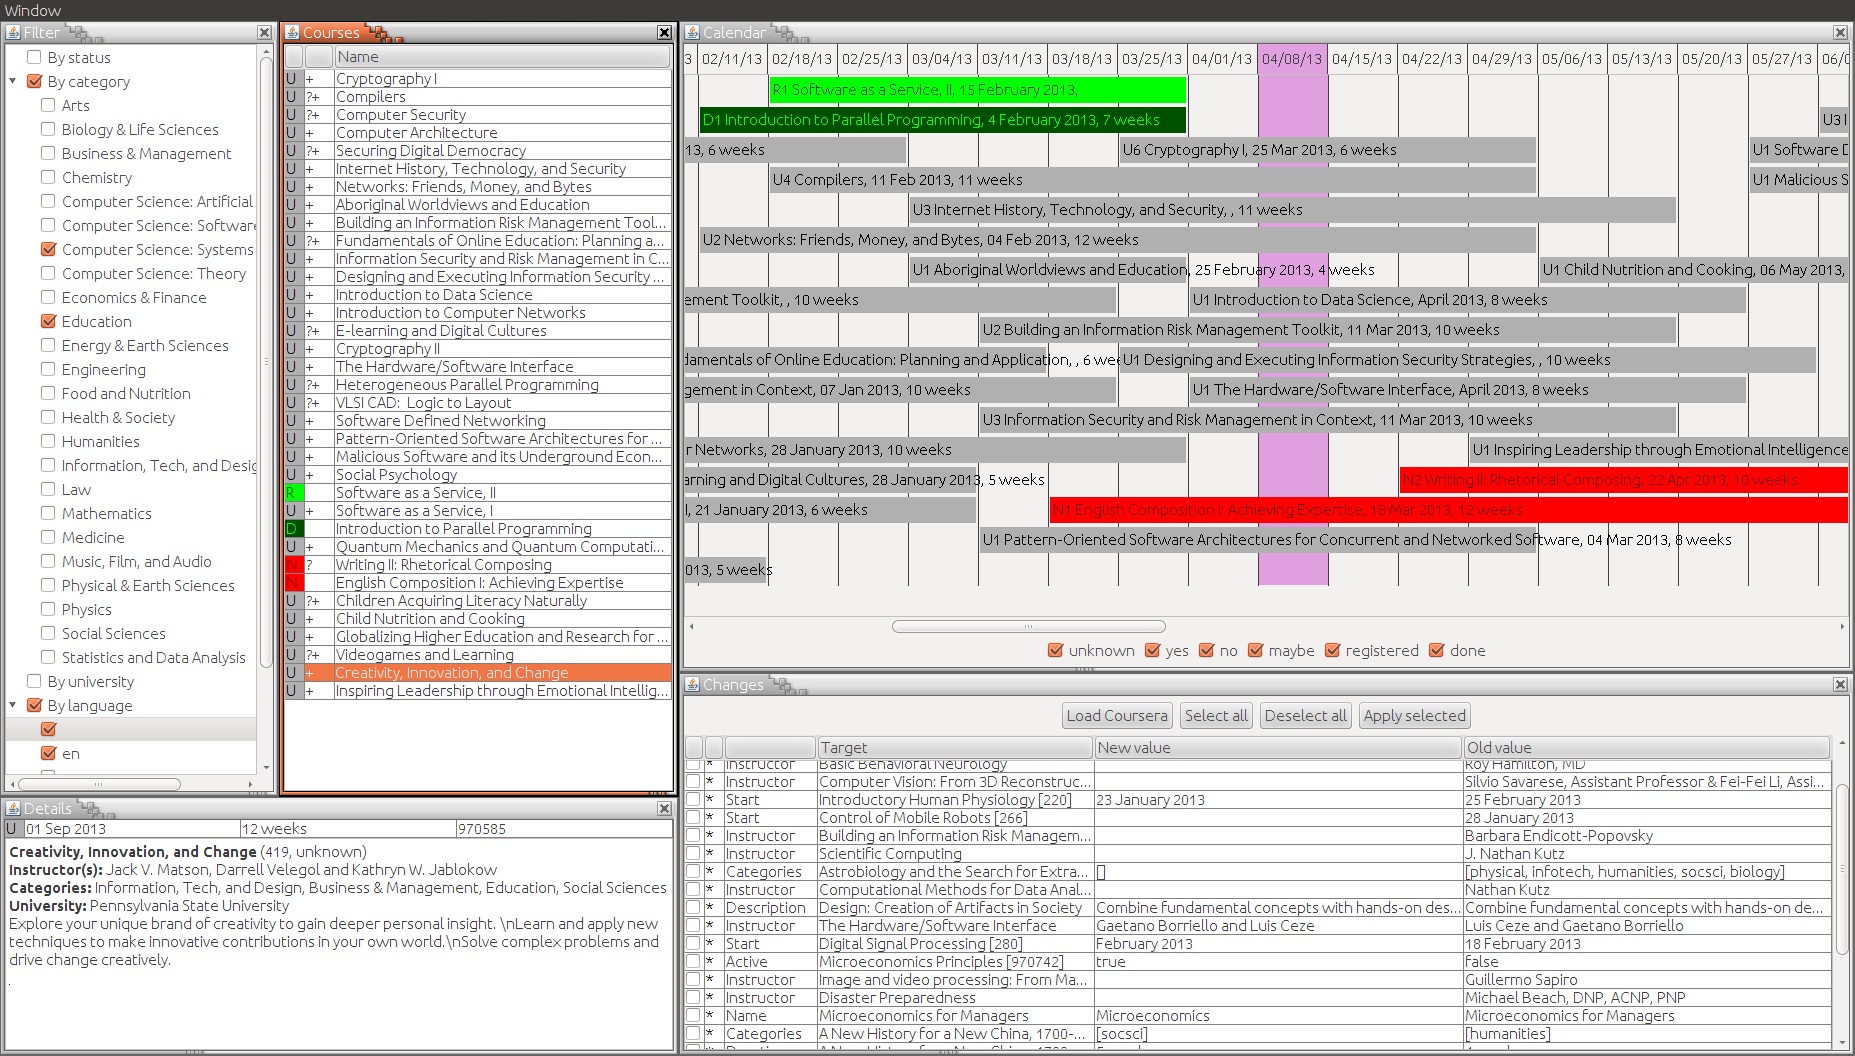 Window
Filter
By status
By category
Arts
Biology & Life Sciences
Business & Management
Chemistry
Computer Science: Artificial
Computer Science: Software
Computer Science: Systems
Computer Science: Theory
Economics & Finance
Education
Energy & Earth Sciences
Engineering
Food and Nutrition
Health & Society
Humanities
Information, Tech, and Desig
Law
Mathematics
Medicine
Music, Film, and Audio
Physical & Earth Sciences
Physics
Social Sciences
Statistics and Data Analysis
By university
By language
en
Courses
Name
U + Cryptography I
U ?+ Compilers
U ?+ Computer Security
U + Computer Architecture
U ?+ Securing Digital Democracy
U + Internet History, Technology, and Security
U + Networks: Friends, Money, and Bytes
U + Aboriginal Worldviews and Education
U + Building an Information Risk Management Tool...
U ?+ Fundamentals of Online Education: Planning a...
U + Information Security and Risk Management in C...
U + Designing and Executing Information Security ...
U + Introduction to Data Science
U + Introduction to Computer Networks
U ?+ E-learning and Digital Cultures
U + Cryptography II
U + The Hardware/Software Interface
U ?+ Heterogeneous Parallel Programming
U ?+ VLSI CAD: Logic to Layout
U + Software Defined Networking
U + Pattern-Oriented Software Architectures for ...
U + Malicious Software and its Underground Econ...
U + Social Psychology
R Software as a Service, II
U + Software as a Service, I
D Introduction to Parallel Programming
U + Quantum Mechanics and Quantum Computati...
N ? Writing II: Rhetorical Composing
N English Composition I: Achieving Expertise
U ?+ Children Acquiring Literacy Naturally
U + Child Nutrition and Cooking
U + Globalizing Higher Education and Research for ...
U ?+ Videogames and Learning
U + Creativity, Innovation, and Change
U + Inspiring Leadership through Emotional Intellig...
Calendar
3 02/11/13 02/18/13 02/25/13 03/04/13 03/11/13 03/18/13 03/25/13 04/01/13 04/08/13 04/15/13 04/22/13 04/29/13 05/06/13 05/13/13 05/20/13 05/27/13 06/0
R1 Software as a Service, II, 15 February 2013,
D1 Introduction to Parallel Programming, 4 February 2013, 7 weeks U3 I
13, 6 weeks U6 Cryptography I, 25 Mar 2013, 6 weeks U1 Software D
U4 Compilers, 11 Feb 2013, 11 weeks U1 Malicious S
U3 Internet History, Technology, and Security, , 11 weeks
U2 Networks: Friends, Money, and Bytes, 04 Feb 2013, 12 weeks
U1 Aboriginal Worldviews and Education, 25 February 2013, 4 weeks U1 Child Nutrition and Cooking, 06 May 2013,
ement Toolkit, , 10 weeks U1 Introduction to Data Science, April 2013, 8 weeks
U2 Building an Information Risk Management Toolkit, 11 Mar 2013, 10 weeks
damentals of Online Education: Planning and Application, , 6 wee U1 Designing and Executing Information Security Strategies, , 10 weeks
gement in Context, 07 Jan 2013, 10 weeks U1 The Hardware/Software Interface, April 2013, 8 weeks
U3 Information Security and Risk Management in Context, 11 Mar 2013, 10 weeks
r Networks, 28 January 2013, 10 weeks U1 Inspiring Leadership through Emotional Intelligence
arning and Digital Cultures, 28 January 2013, 5 weeks N2 Writing II: Rhetorical Composing, 22 Apr 2013, 10 weeks
I, 21 January 2013, 6 weeks N1 English Composition I: Achieving Expertise, 18 Mar 2013, 12 weeks
U1 Pattern-Oriented Software Architectures for Concurrent and Networked Software, 04 Mar 2013, 8 weeks
013, 5 weeks
unknown yes no maybe registered done
Details
U 01 Sep 2013 12 weeks 970585
Creativity, Innovation, and Change (419, unknown)
Instructor(s): Jack V. Matson, Darrell Velegol and Kathryn W. Jablokow
Categories: Information, Tech, and Design, Business & Management, Education, Social Sciences
University: Pennsylvania State University
Explore your unique brand of creativity to gain deeper personal insight. \nLearn and apply new
techniques to make innovative contributions in your own world.\nSolve complex problems and
drive change creatively.
.
Changes
Load Coursera Select all Deselect all Apply selected
Target New value Old value
* Instructor Basic Behavioral Neurology Roy Hamilton, MD
* Instructor Computer Vision: From 3D Reconstruc... Silvio Savarese, Assistant Professor & Fei-Fei Li, Assi...
* Start Introductory Human Physiology [220] 23 January 2013 25 February 2013
* Start Control of Mobile Robots [266] 28 January 2013
* Instructor Building an Information Risk Managem... Barbara Endicott-Popovsky
* Instructor Scientific Computing J. Nathan Kutz
* Categories Astrobiology and the Search for Extra... [] [physical, infotech, humanities, socsci, biology]
* Instructor Computational Methods for Data Anal... Nathan Kutz
* Description Design: Creation of Artifacts in Society Combine fundamental concepts with hands-on des... Combine fundamental concepts with hands-on de...
* Instructor The Hardware/Software Interface Gaetano Borriello and Luis Ceze Luis Ceze and Gaetano Borriello
* Start Digital Signal Processing [280] February 2013 18 February 2013
* Active Microeconomics Principles [970742] true false
* Instructor Image and video processing: From Ma... Guillermo Sapiro
* Instructor Disaster Preparedness Michael Beach, DNP, ACNP, PNP
* Name Microeconomics for Managers Microeconomics Microeconomics for Managers
* Categories A New History for a New China, 1700-... [socsci] [humanities]